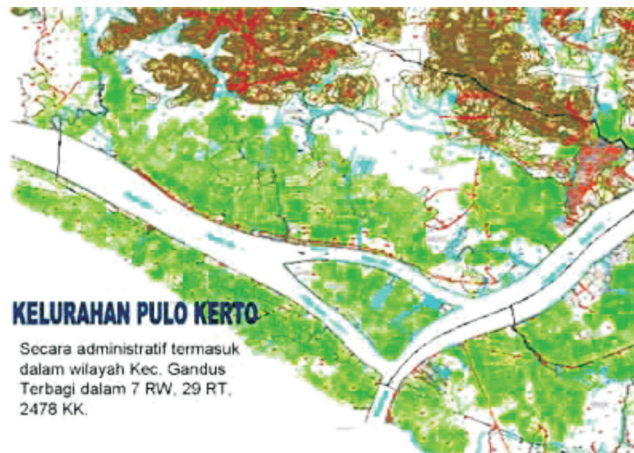 KELURAHAN PULO KERTO
Secara administratif termasuk
dalam wilayah Kec. Gandus
Terbagi dalam 7 RW, 29 RT,
2478 KK.